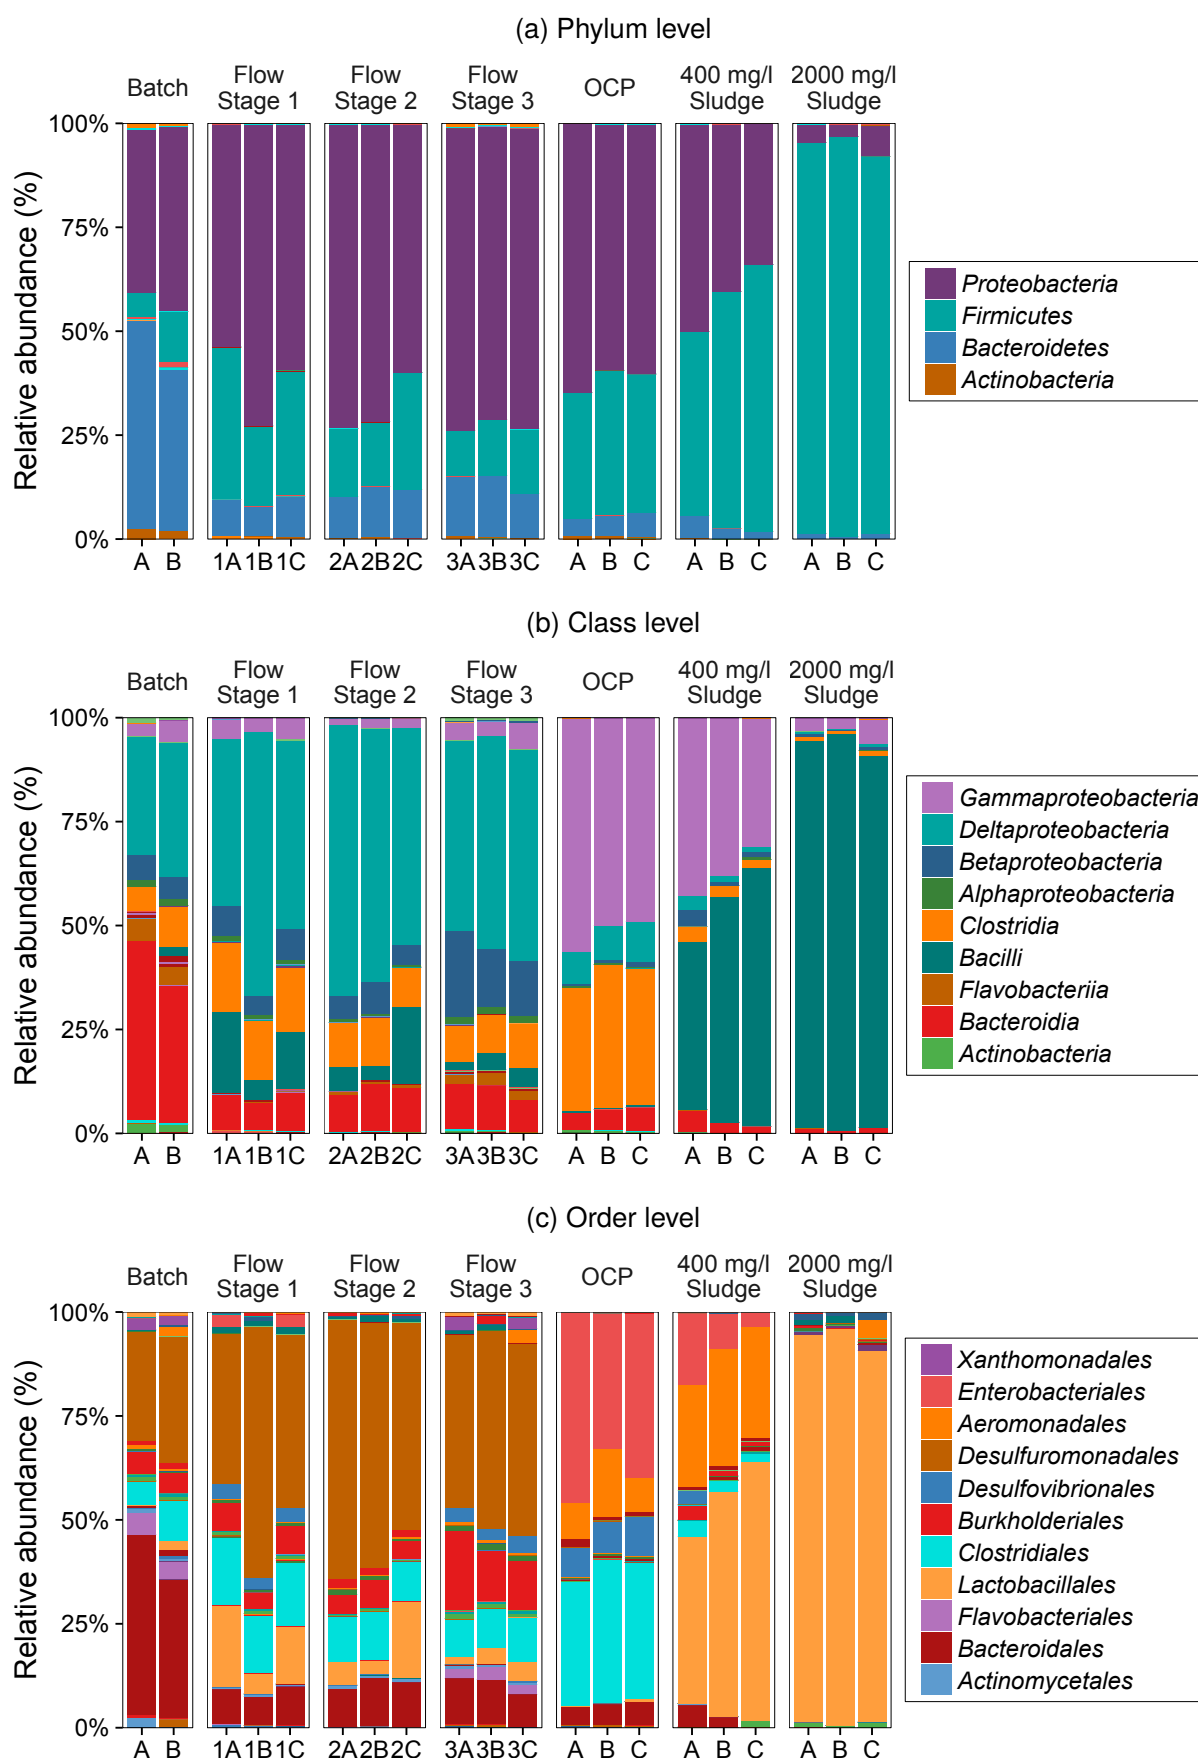 (a) Phylum level
Batch
Flow
Stage 1
Flow
Stage 2
Flow
Stage 3
OCP
400 mg/l
Sludge
2000 mg/l
Sludge
Relative abundance (%)
100%
75%
50%
25%
0%
A B
1A 1B 1C
2A 2B 2C
3A 3B 3C
A B C
A B C
A B C
Proteobacteria
Firmicutes
Bacteroidetes
Actinobacteria
(b) Class level
Batch
Flow
Stage 1
Flow
Stage 2
Flow
Stage 3
OCP
400 mg/l
Sludge
2000 mg/l
Sludge
Relative abundance (%)
100%
75%
50%
25%
0%
A B
1A 1B 1C
2A 2B 2C
3A 3B 3C
A B C
A B C
A B C
Gammaproteobacteria
Deltaproteobacteria
Betaproteobacteria
Alphaproteobacteria
Clostridia
Bacilli
Flavobacteriia
Bacteroidia
Actinobacteria
(c) Order level
Batch
Flow
Stage 1
Flow
Stage 2
Flow
Stage 3
OCP
400 mg/l
Sludge
2000 mg/l
Sludge
Relative abundance (%)
100%
75%
50%
25%
0%
A B
1A 1B 1C
2A 2B 2C
3A 3B 3C
A B C
A B C
A B C
Xanthomonadales
Enterobacteriales
Aeromonadales
Desulfuromonadales
Desulfovibrionales
Burkholderiales
Clostridiales
Lactobacillales
Flavobacteriales
Bacteroidales
Actinomycetales